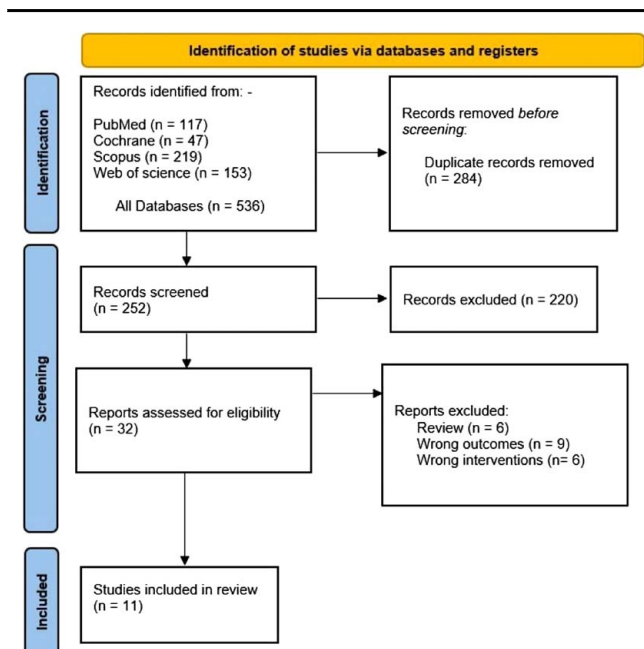 Identification of studies via databases and registers
Identification
Records identified from: -
PubMed (n = 117)
Cochrane (n = 47)
Scopus (n = 219)
Web of science (n = 153)
All Databases (n = 536)
Records removed before
screening:
Duplicate records removed
(n = 284)
Screening
Records screened
(n = 252)
Records excluded (n = 220)
Reports assessed for eligibility
(n = 32)
Reports excluded:
Review (n = 6)
Wrong outcomes (n = 9)
Wrong interventions (n= 6)
Included
Studies included in review
(n = 11)